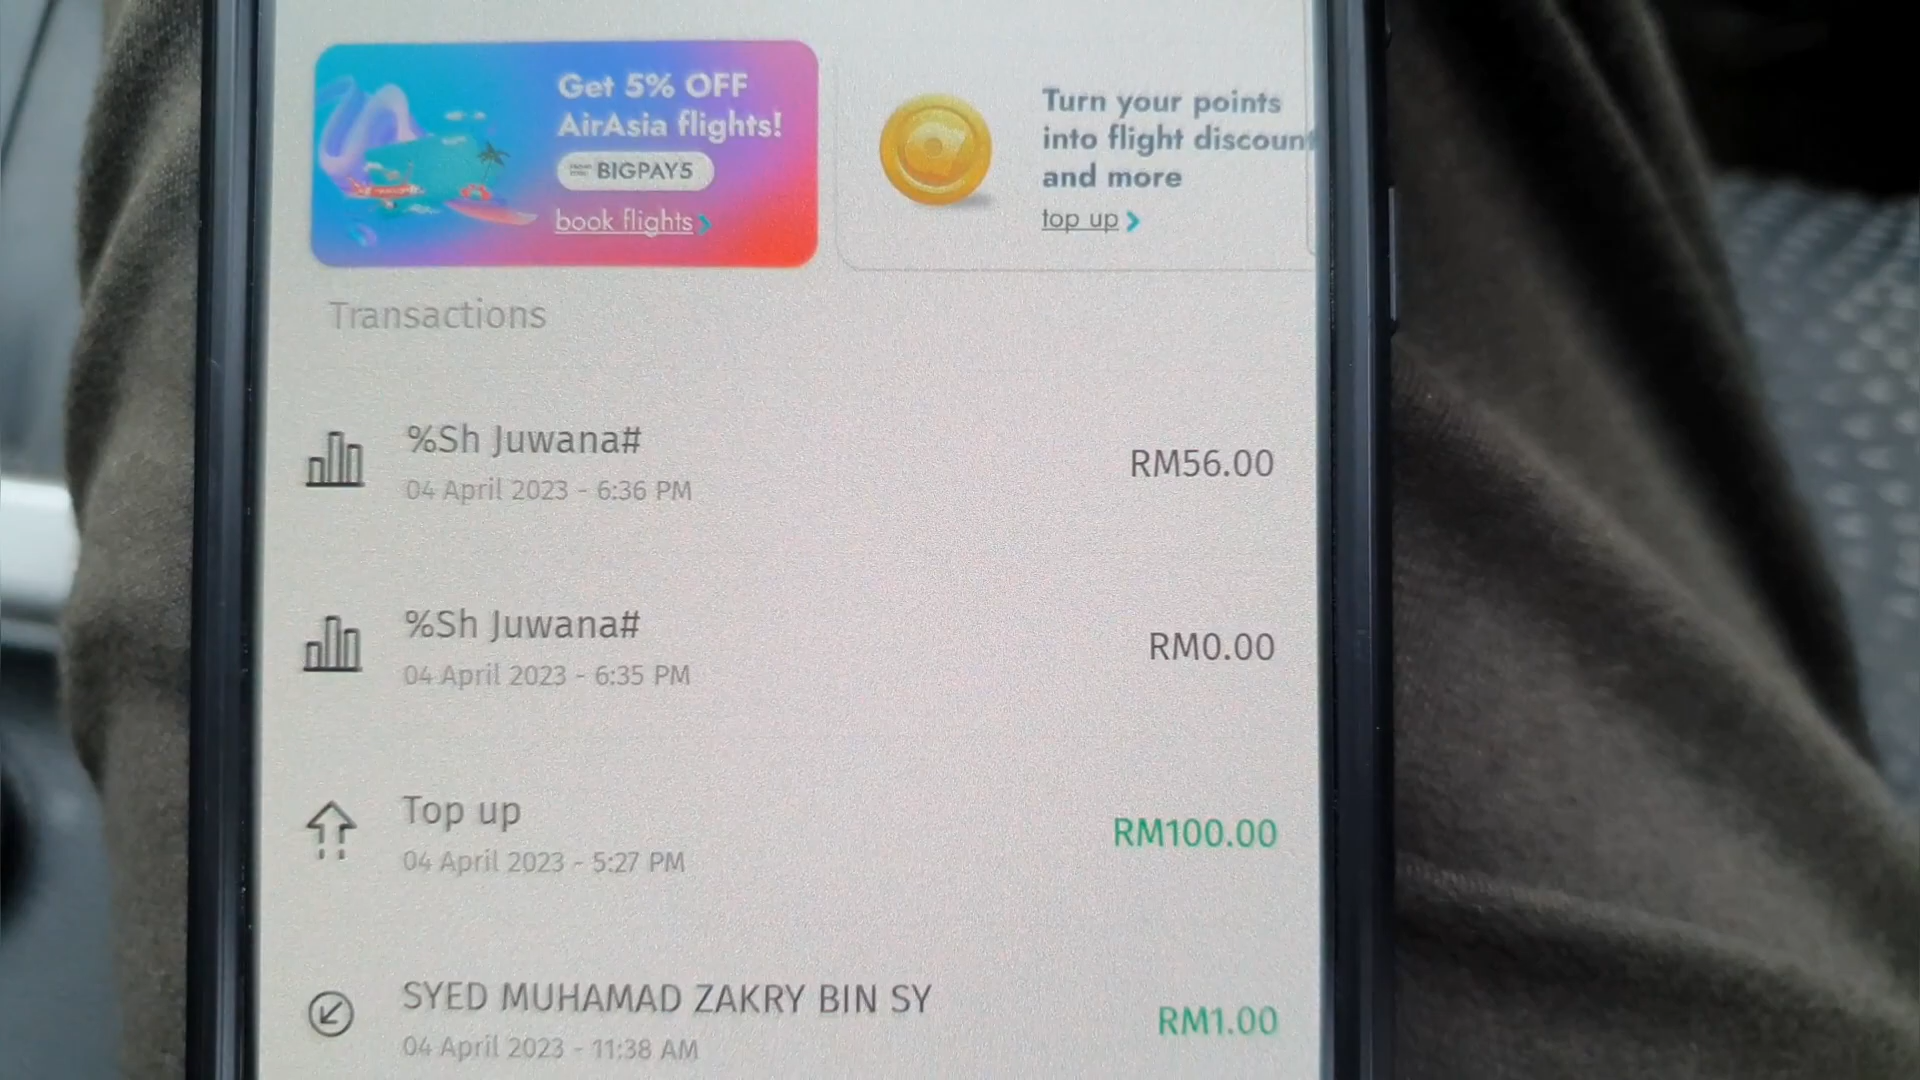 Get 5% OFF
AirAsia flights!
BIGPAY5
book flights
Turn your points
into flight discount
and more
top up
Transactions
%Sh Juwana#
04 April 2023 - 6:36 PM
RM56.00
%Sh Juwana#
04 April 2023 - 6:35 PM
RM0.00
Top up
04 April 2023 - 5:27 PM
RM100.00
SYED MUHAMAD ZAKRY BIN SY
04 April 2023 - 11:38 AM
RM1.00